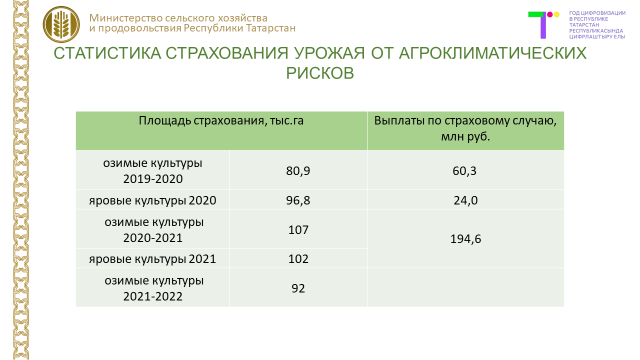 Министерство сельского хозяйства
и продовольствия Республики Татарстан
ГОД ЦИФРОВИЗАЦИИ
В РЕСПУБЛИКЕ
ТАТАРСТАН
ТАТАРСТАН
РЕСПУБЛИКАСЫНДА
ЦИФРЛАШТЫРУ ЕЛЫ
СТАТИСТИКА СТРАХОВАНИЯ УРОЖАЯ ОТ АГРОКЛИМАТИЧЕСКИХ
РИСКОВ
Площадь страхования, тыс.га
Выплаты по страховому случаю,
млн руб.
озимые культуры
2019-2020
80,9
60,3
яровые культуры 2020
96,8
24,0
озимые культуры
2020-2021
107
194,6
яровые культуры 2021
102
озимые культуры
2021-2022
92